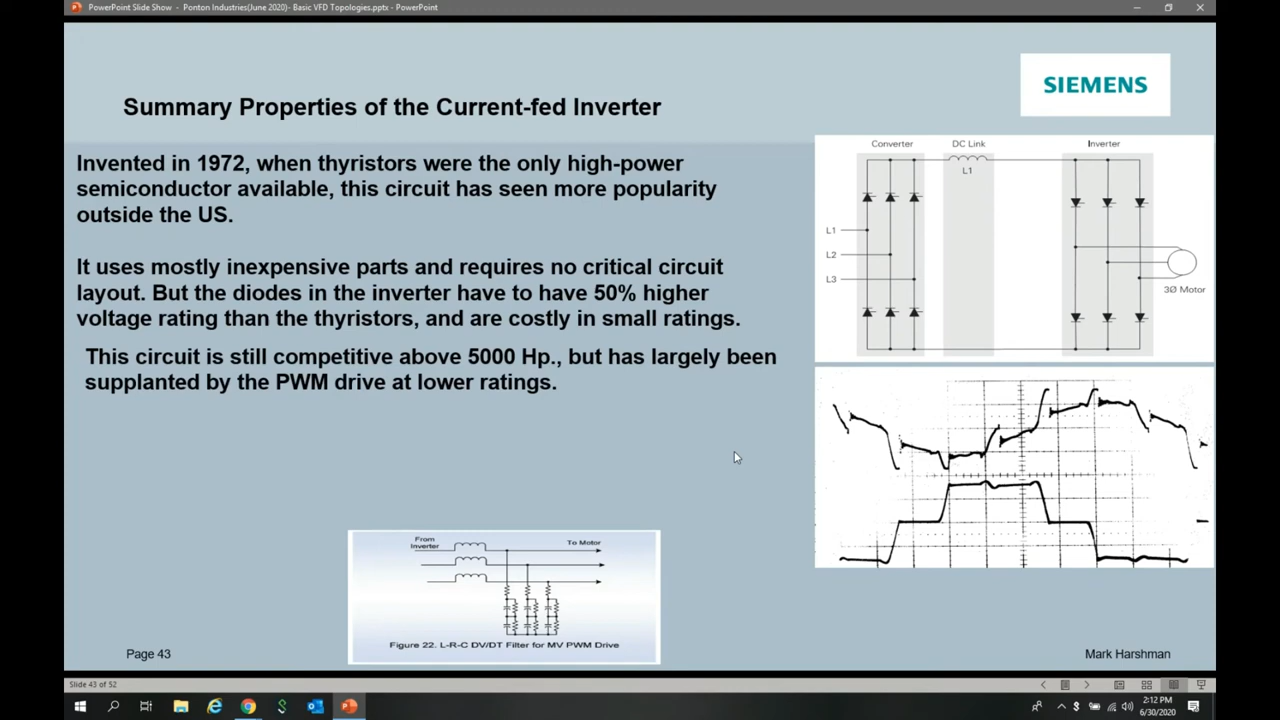 PowerPoint Slide Show - Ponton Industries(June 2020)- Basic VFD Topologies.pptx - PowerPoint
SIEMENS
Summary Properties of the Current-fed Inverter
Invented in 1972, when thyristors were the only high-power
semiconductor available, this circuit has seen more popularity
outside the US.
It uses mostly inexpensive parts and requires no critical circuit
layout. But the diodes in the inverter have to have 50% higher
voltage rating than the thyristors, and are costly in small ratings.
This circuit is still competitive above 5000 Hp., but has largely been
supplanted by the PWM drive at lower ratings.
Converter DC Link Inverter
L1
L1
L2
L3
3Ø Motor
From
Inverter
To Motor
Figure 22. L-R-C DV/DT Filter for MV PWM Drive
Page 43
Mark Harshman
Slide 43 of 52
2:12 PM
6/30/2020